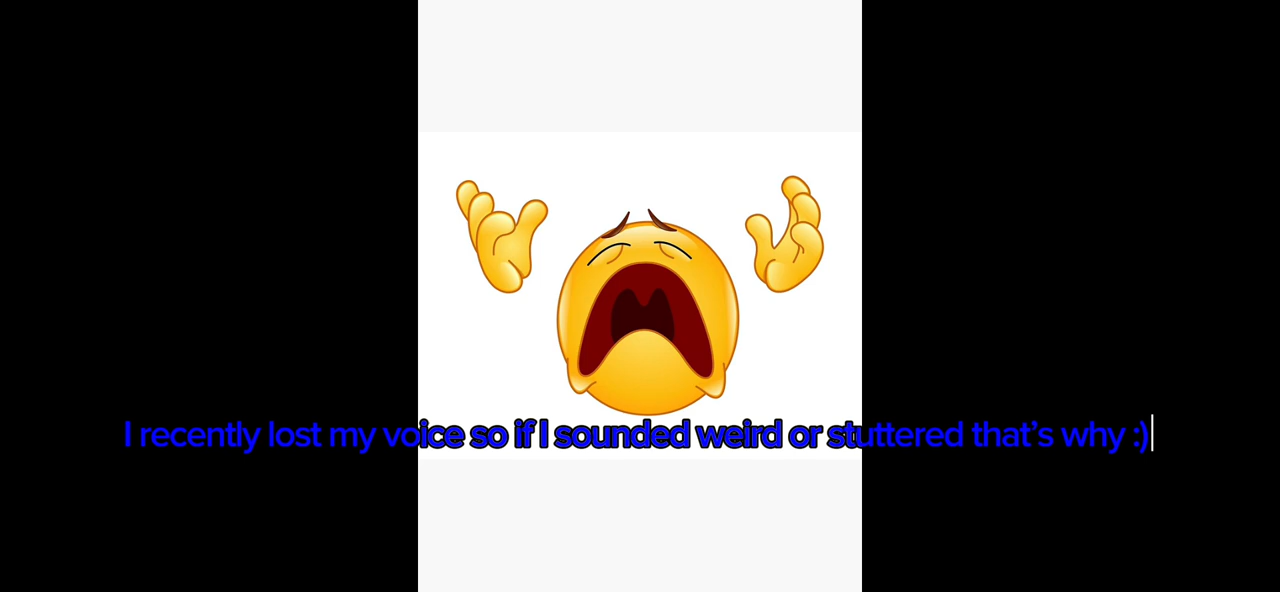 I recently lost my voice so if I sounded weird or stuttered that’s why :)